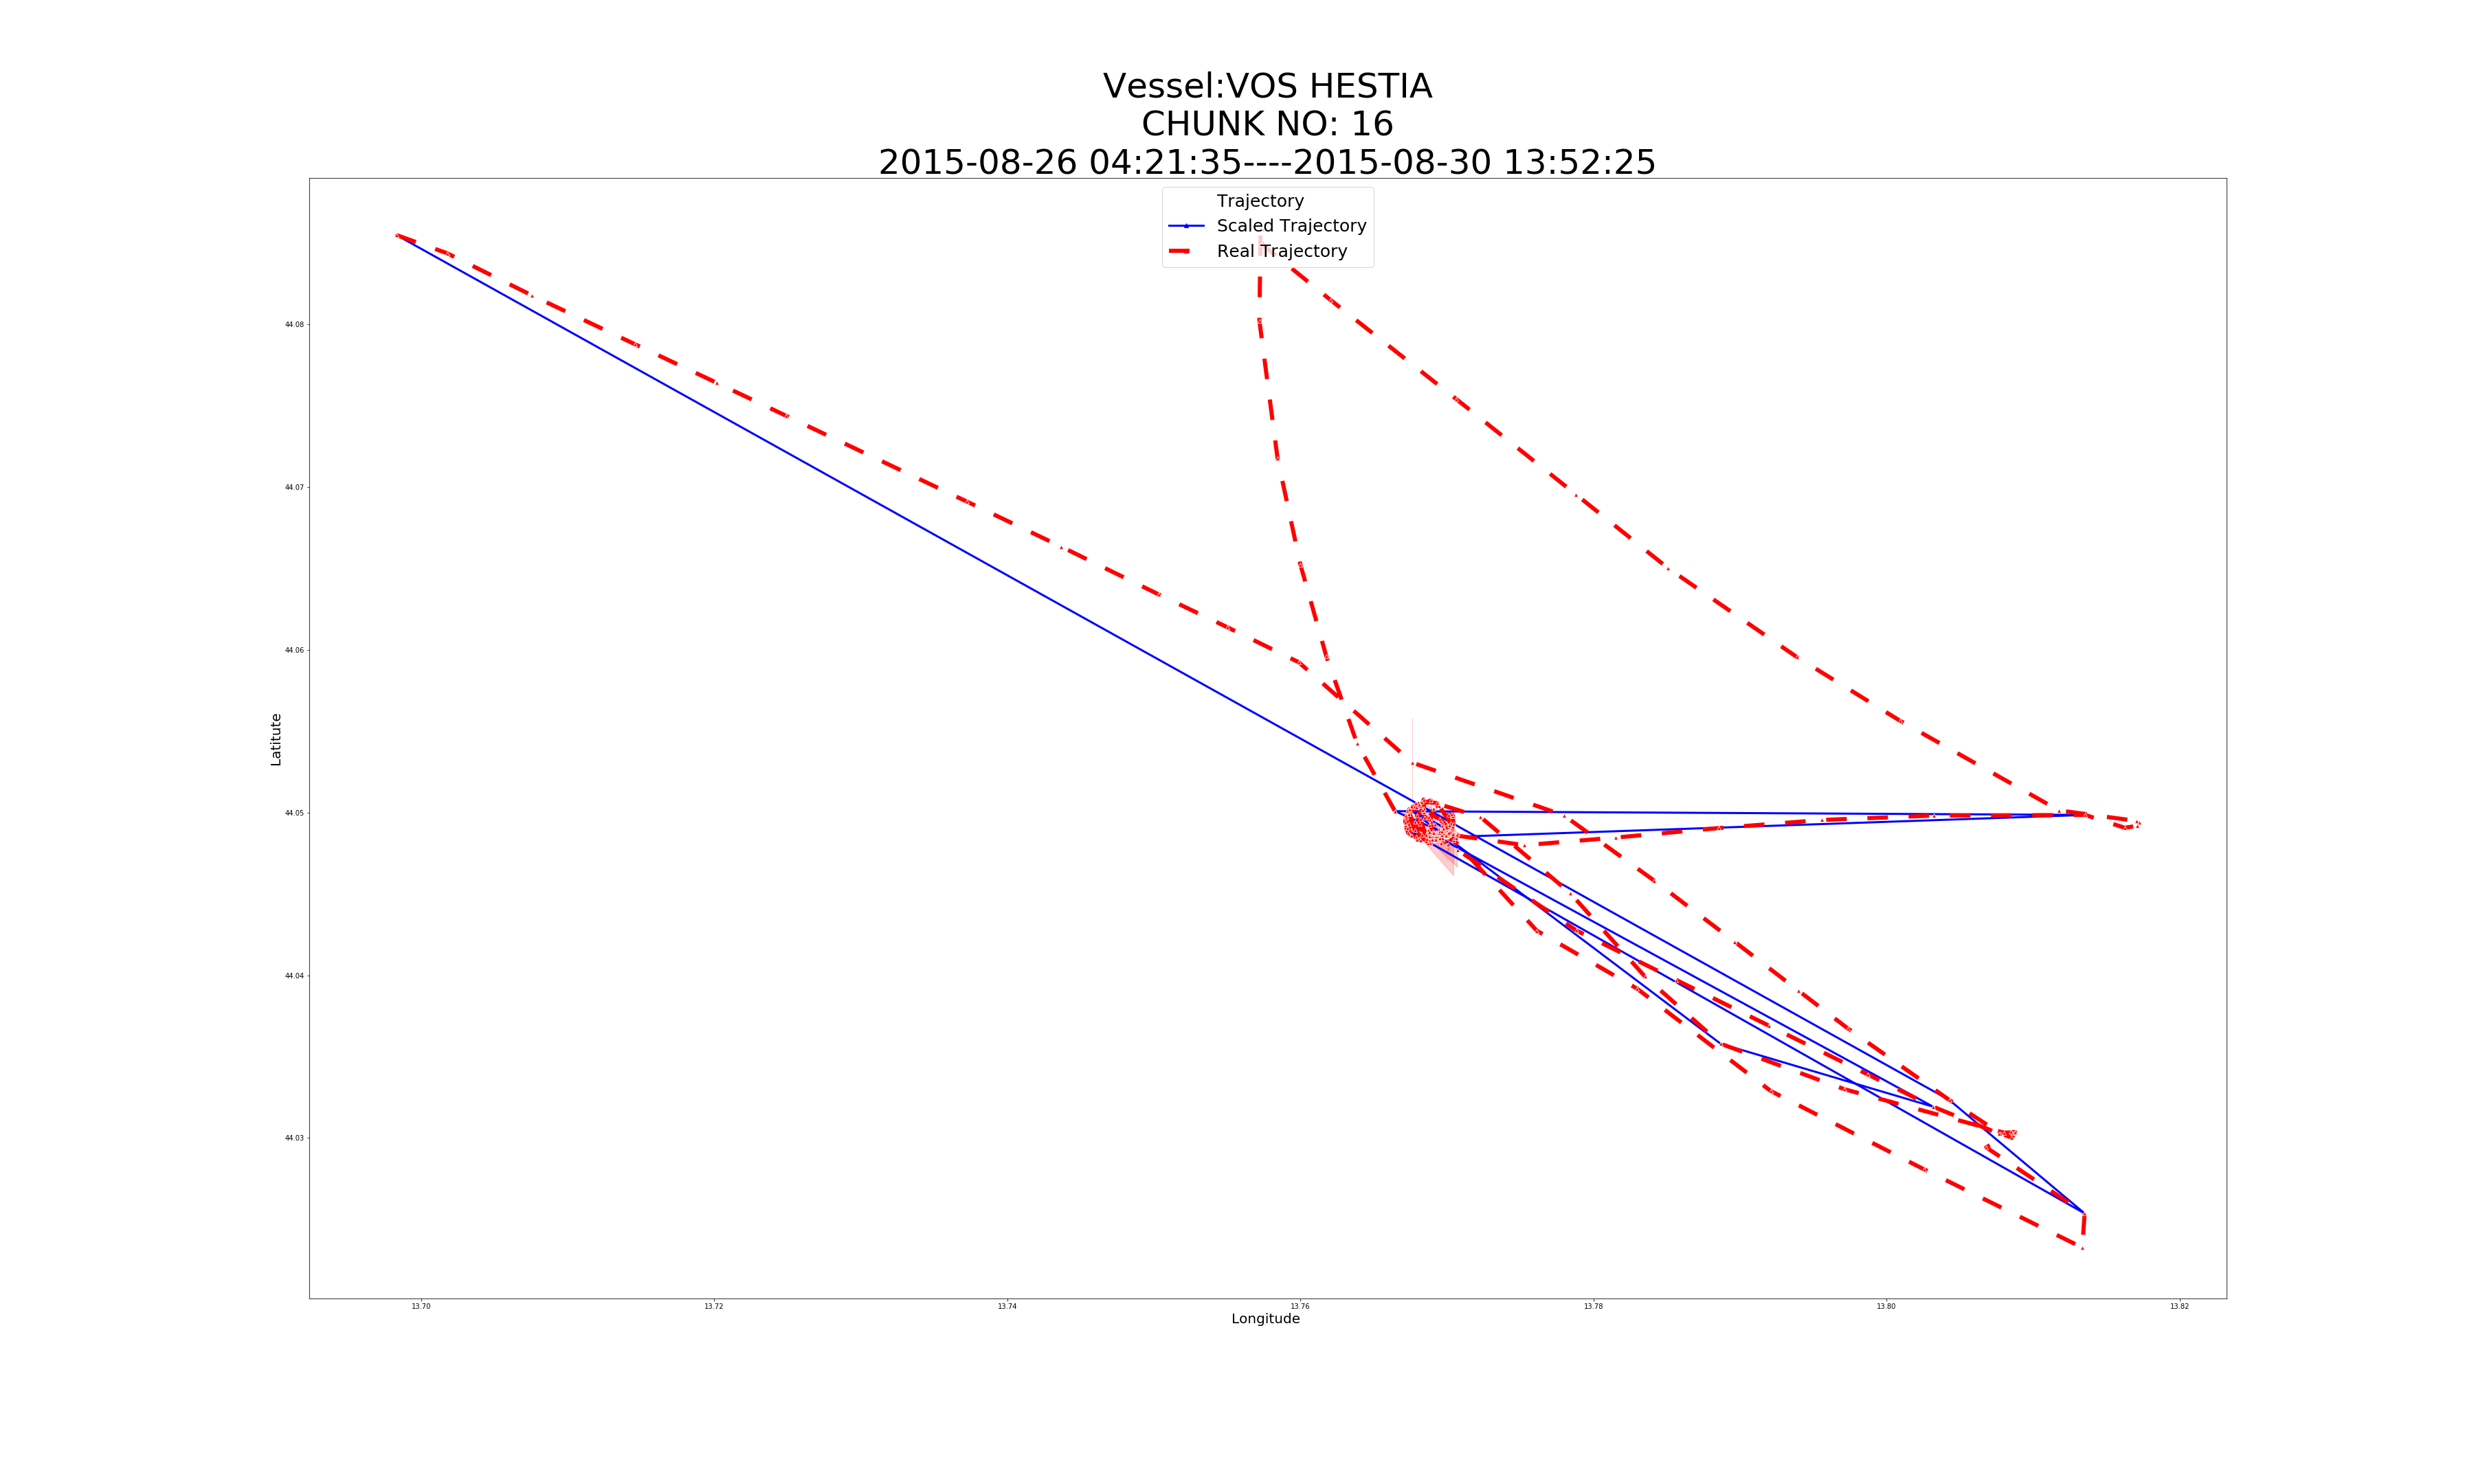 Vessel:VOS HESTIA
CHUNK NO: 16
2015-08-26 04:21:35----2015-08-30 13:52:25
Trajectory
Scaled Trajectory
Real Trajectory
44.08
44.07
44.06
44.05
44.04
44.03
Latitute
13.70 13.72 13.74 13.76 13.78 13.80 13.82
Longitude